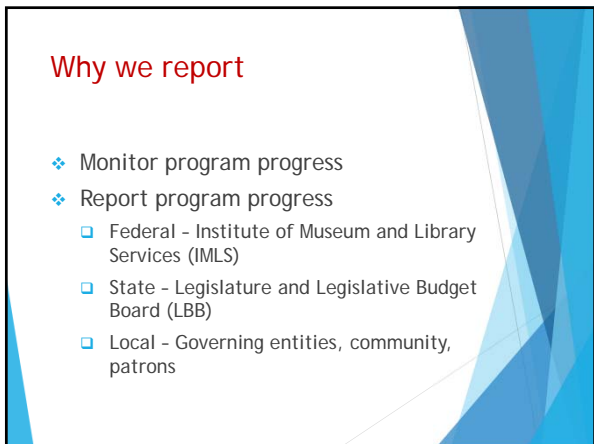 Why we report
❖ Monitor program progress
❖ Report program progress
❑ Federal – Institute of Museum and Library
Services (IMLS)
❑ State – Legislature and Legislative Budget
Board (LBB)
❑ Local – Governing entities, community,
patrons